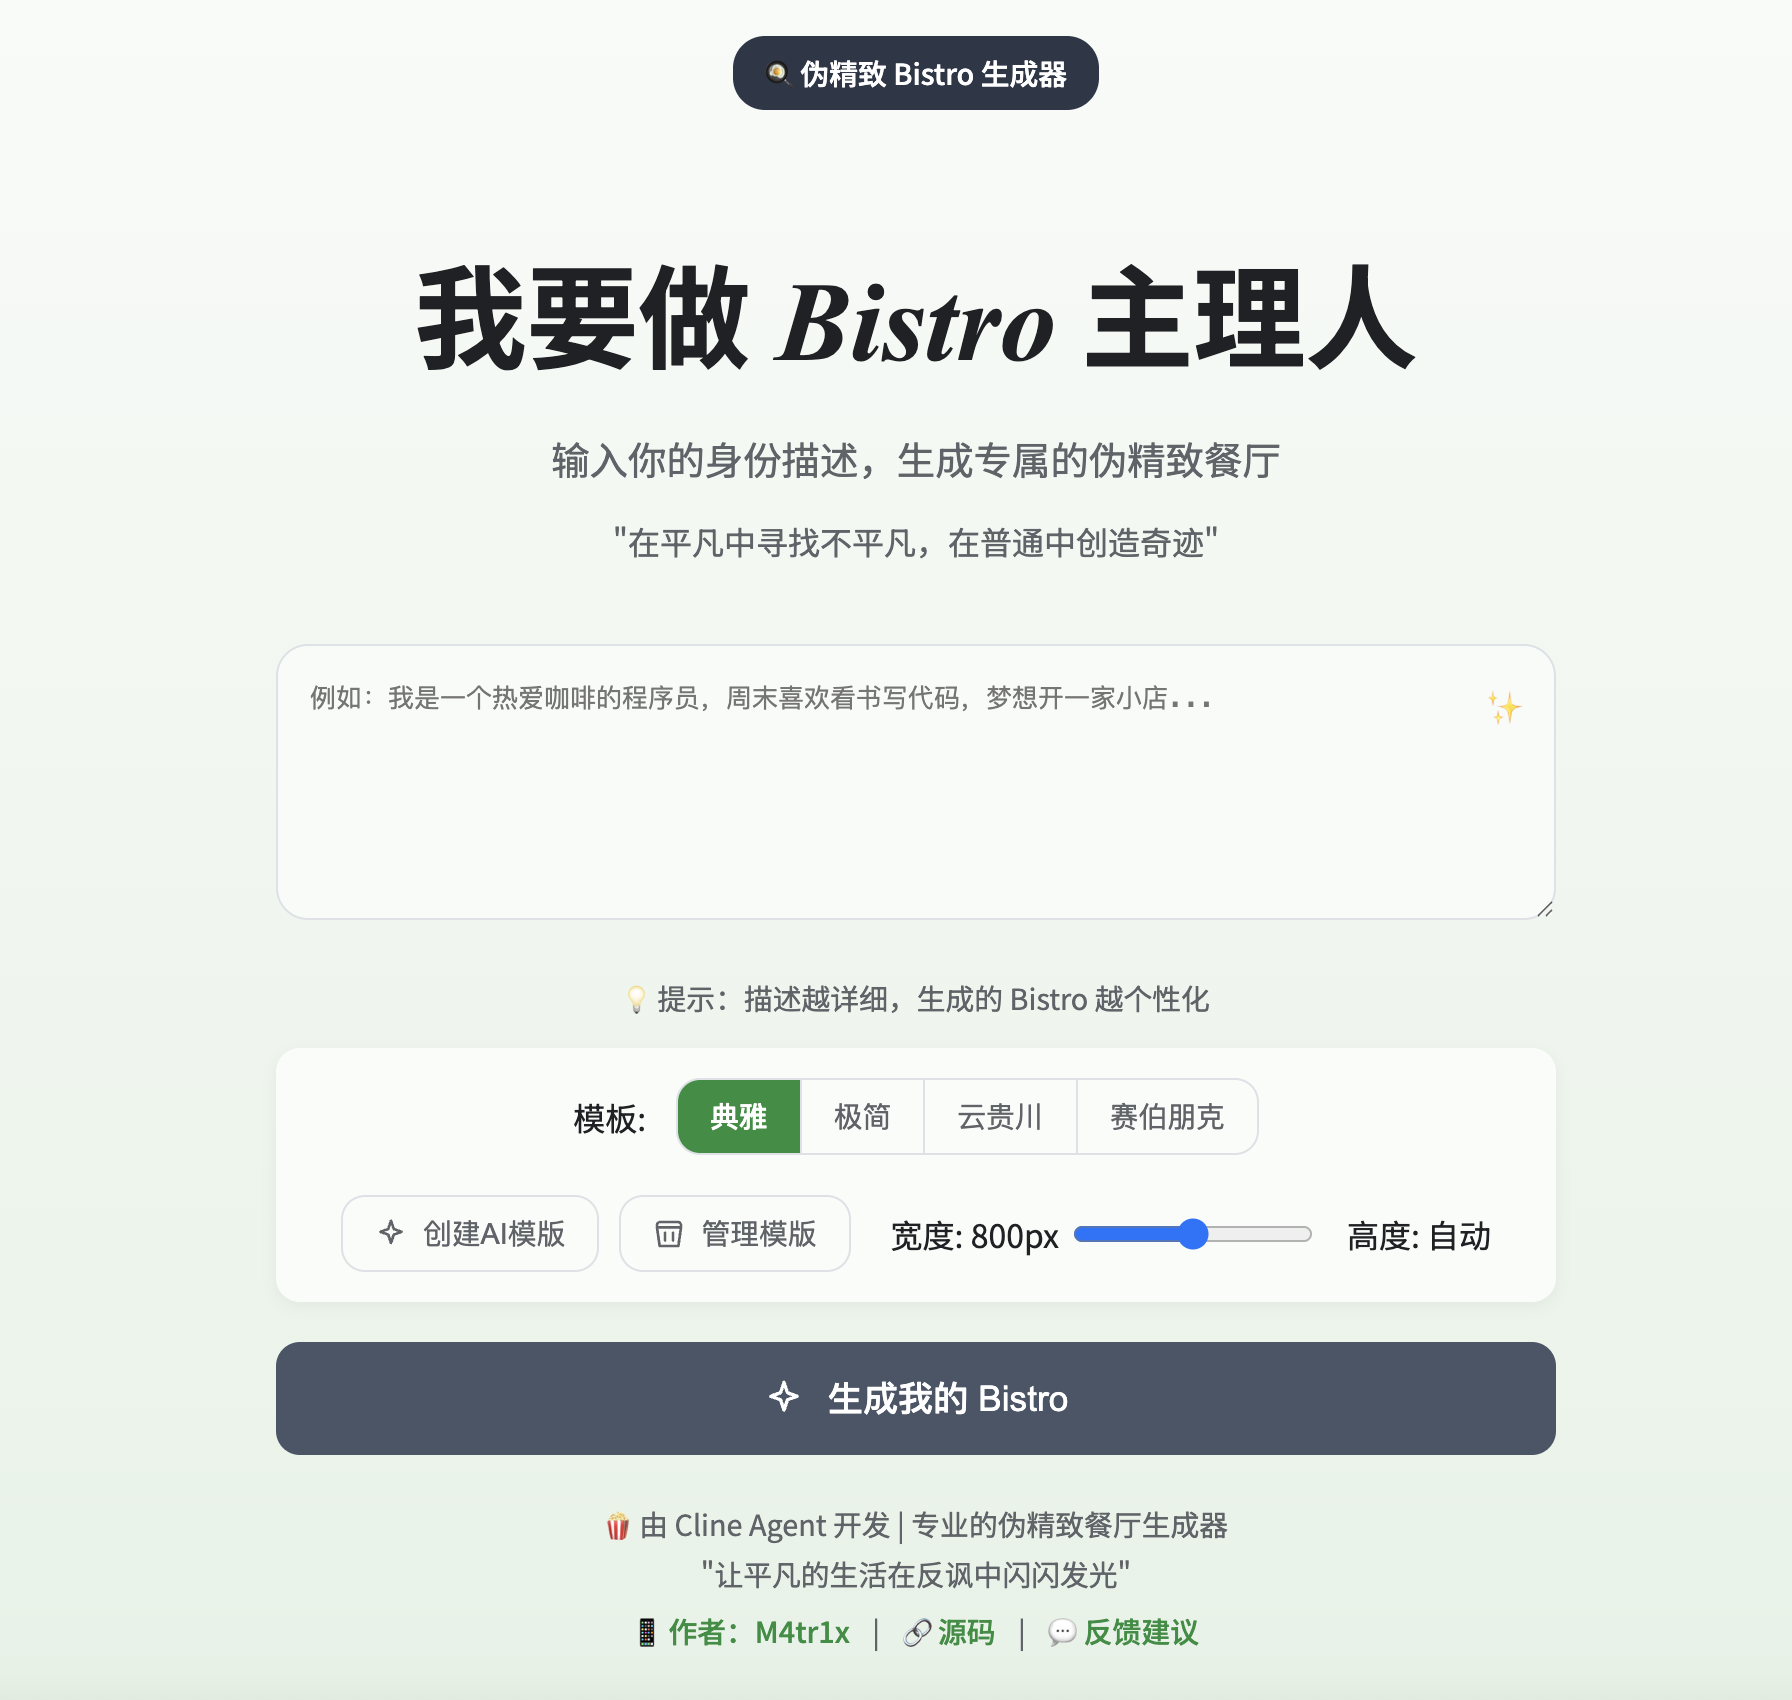 🍳 伪精致 Bistro 生成器
我要做 Bistro 主理人
输入你的身份描述，生成专属的伪精致餐厅
"在平凡中寻找不平凡，在普通中创造奇迹"
例如：我是一个热爱咖啡的程序员，周末喜欢看书写代码，梦想开一家小店...
💡 提示：描述越详细，生成的 Bistro 越个性化
模板: 典雅 极简 云贵川 赛伯朋克
创建AI模版 管理模版 宽度: 800px 高度: 自动
生成我的 Bistro
🍿 由 Cline Agent 开发 | 专业的伪精致餐厅生成器
"让平凡的生活在反讽中闪闪发光"
📱 作者：M4tr1x | 🔗 源码 | 💬 反馈建议